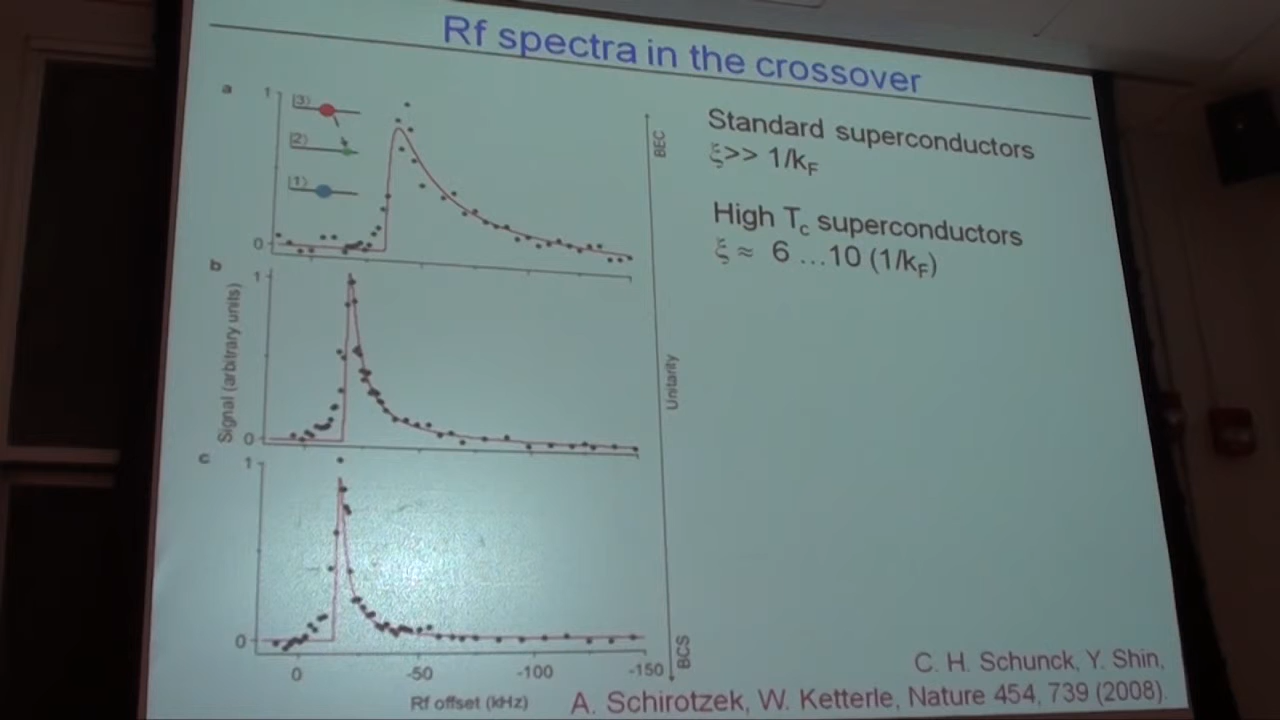 Rf spectra in the crossover
a
1
|3⟩
|2⟩
|1⟩
0
BEC
Standard superconductors
ξ>> 1/kF
High Tc superconductors
ξ ≈ 6 …10 (1/kF)
b
1
0
Signal (arbitrary units)
Unitarity
c
1
0
BCS
0 -50 -100 -150
Rf offset (kHz)
C. H. Schunck, Y. Shin,
A. Schirotzek, W. Ketterle, Nature 454, 739 (2008).